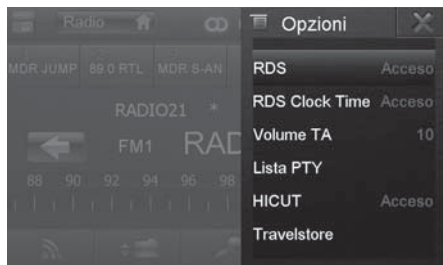 Radio
Opzioni
MDR JUMP 89.0 RTL MDR S-AN
RDS Acceso
RDS Clock Time Acceso
RADIO21 *
Volume TA 10
FM1 RAD
Lista PTY
88 90 92 94 96 98
HICUT Acceso
Travelstore